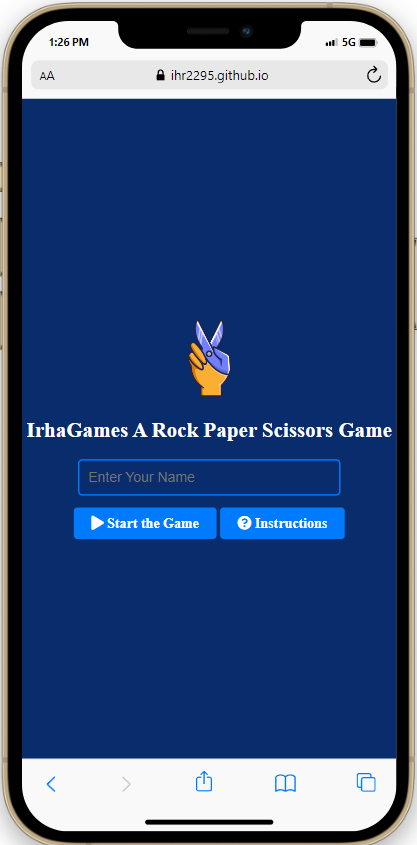 1:26 PM
5G
AA
ihr2295.github.io
IrhaGames A Rock Paper Scissors Game
Enter Your Name
Start the Game
Instructions